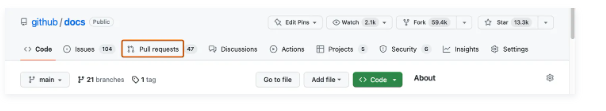 github / docs Public Edit Pins Watch 2.1k Fork 59.4k Star 13.3k
Code Issues 104 Pull requests 47 Discussions Actions Projects 5 Security 6 Insights Settings
main 21 branches 1 tag Go to file Add file Code About